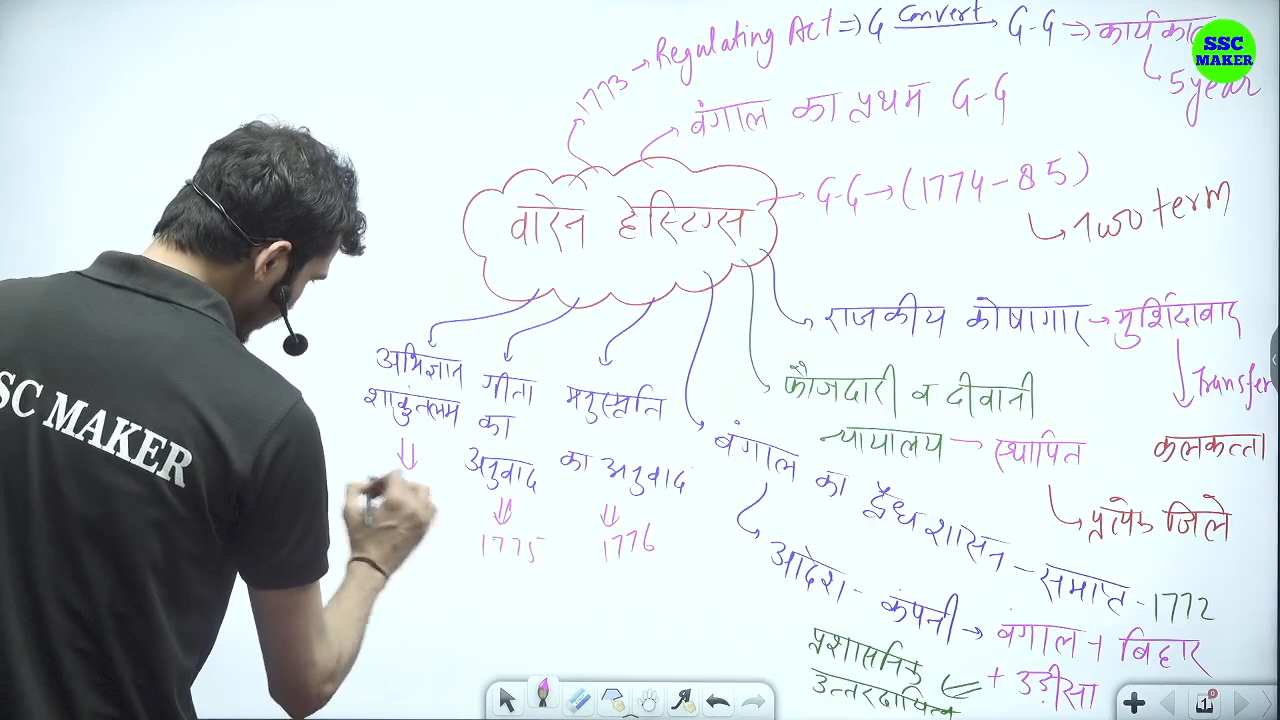 1773 → Regulating Act ⇒ G Convert → G-G ⇒ कार्यकाल
5 year
SSC MAKER
बंगाल का प्रथम G-G
वारेन हेस्टिंग्स
G-G → (1774-85)
Two term
राजकीय कोषागार → मुर्शिदाबाद
Transfer
कलकत्ता
फौजदारी व दीवानी
न्यायालय → स्थापित
प्रत्येक जिले
अभिज्ञान
शाकुंतलम
गीता
का
अनुवाद
1775
मनुस्मृति
का अनुवाद
1776
बंगाल का द्वैध शासन - समाप्त - 1772
आदेश - कंपनी → बंगाल + बिहार
+ उड़ीसा
प्रशासनिक
उत्तरदायित्व
SC MAKER
1